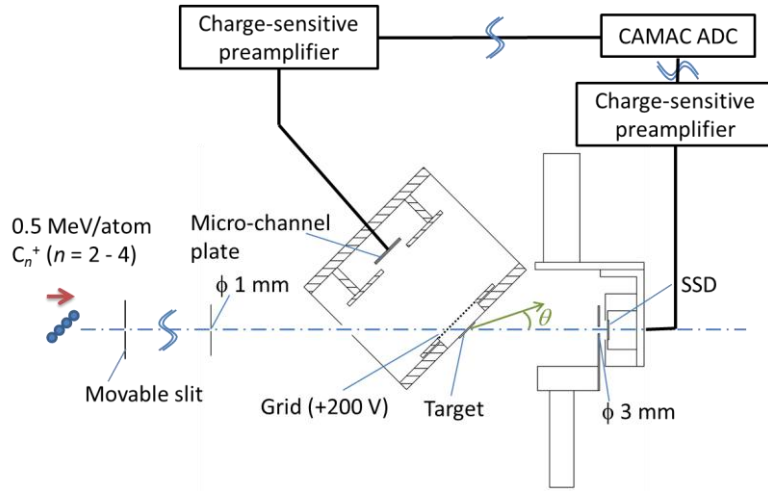 Charge-sensitive
preamplifier
CAMAC ADC
Charge-sensitive
preamplifier
0.5 MeV/atom
Cₙ⁺ (n = 2 - 4)
Micro-channel
plate
ϕ 1 mm
SSD
θ
Movable slit
Grid (+200 V)
Target
ϕ 3 mm